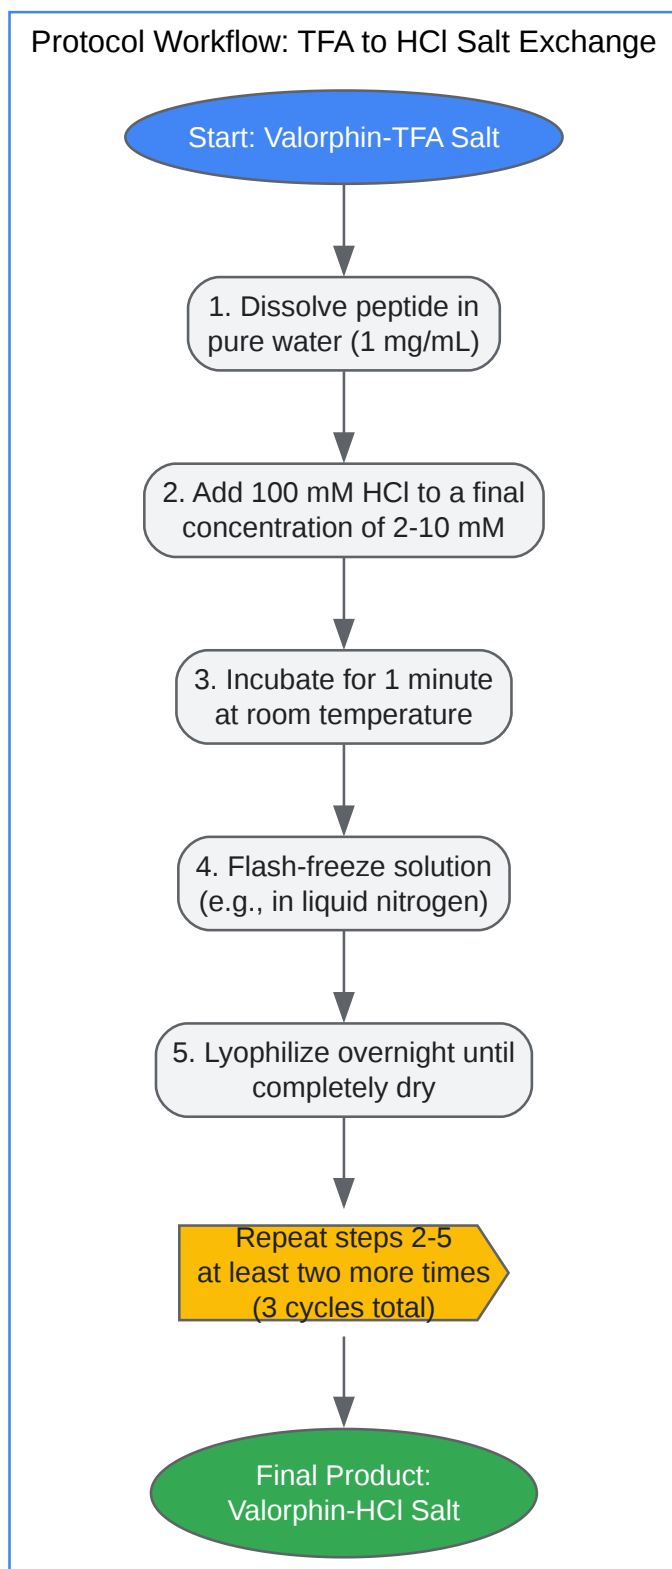 Protocol Workflow: TFA to HCl Salt Exchange
Start: Valorphin-TFA Salt
1. Dissolve peptide in
pure water (1 mg/mL)
2. Add 100 mM HCl to a final
concentration of 2-10 mM
3. Incubate for 1 minute
at room temperature
4. Flash-freeze solution
(e.g., in liquid nitrogen)
5. Lyophilize overnight until
completely dry
Repeat steps 2-5
at least two more times
(3 cycles total)
Final Product:
Valorphin-HCl Salt